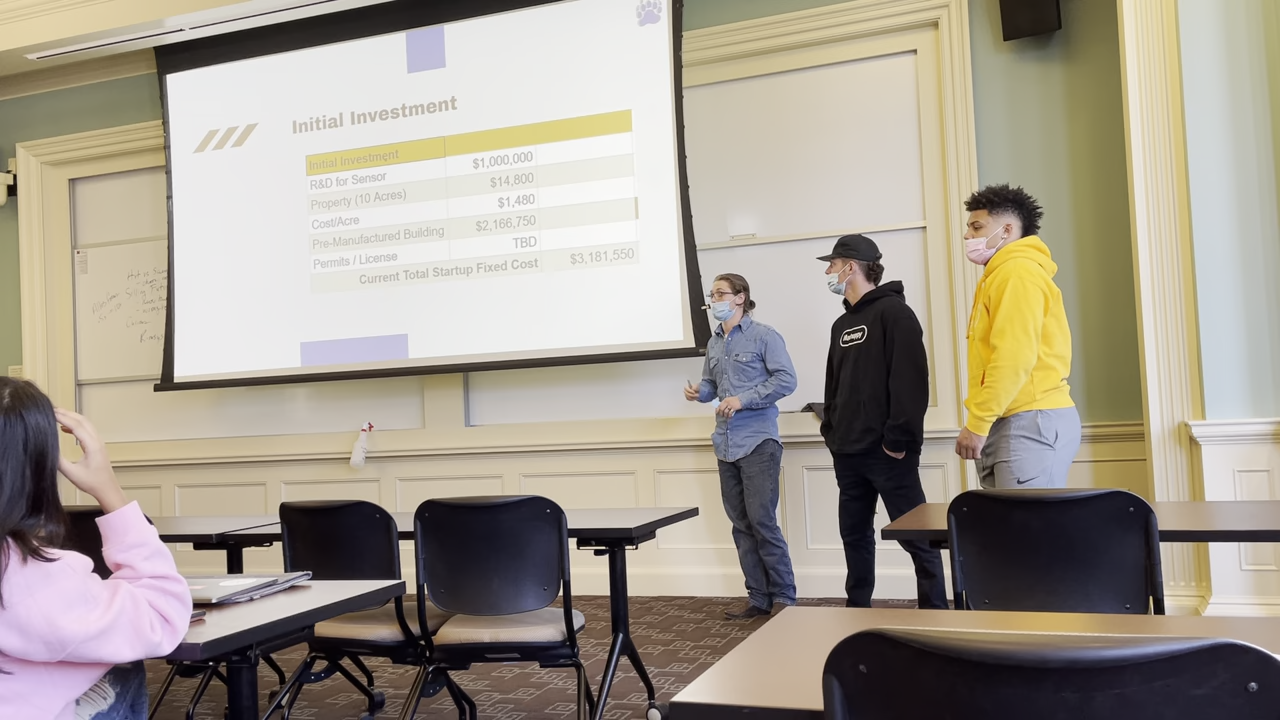 Initial Investment
Initial Investment
R&D for Sensor $1,000,000
Property (10 Acres) $14,800
Cost/Acre $1,480
Pre-Manufactured Building $2,166,750
Permits / License TBD
Current Total Startup Fixed Cost $3,181,550